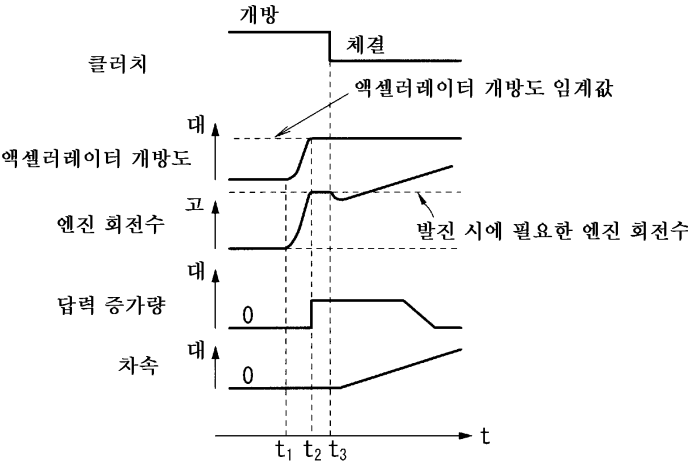 개방
체결
클러치
액셀러레이터 개방도 임계값
대
액셀러레이터 개방도
고
엔진 회전수
발진 시에 필요한 엔진 회전수
대
답력 증가량
0
대
차속
0
t
t1 t2 t3